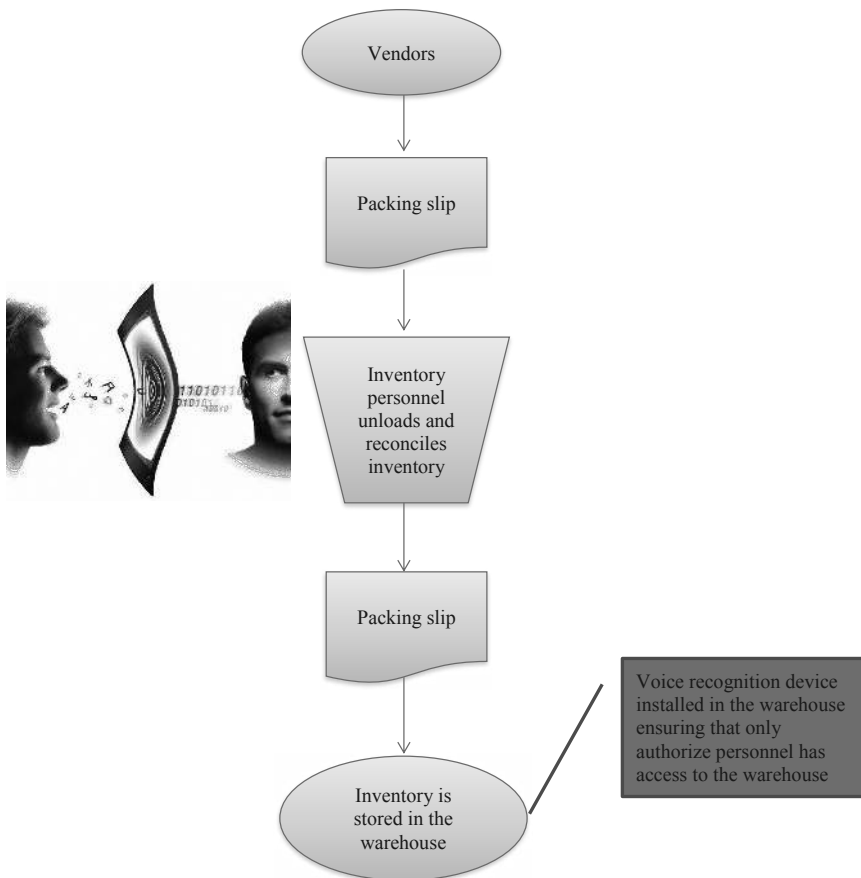 Vendors
Packing slip
11010110
Inventory
personnel
unloads and
reconciles
inventory
Packing slip
Voice recognition device
installed in the warehouse
ensuring that only
authorize personnel has
access to the warehouse
Inventory is
stored in the
warehouse